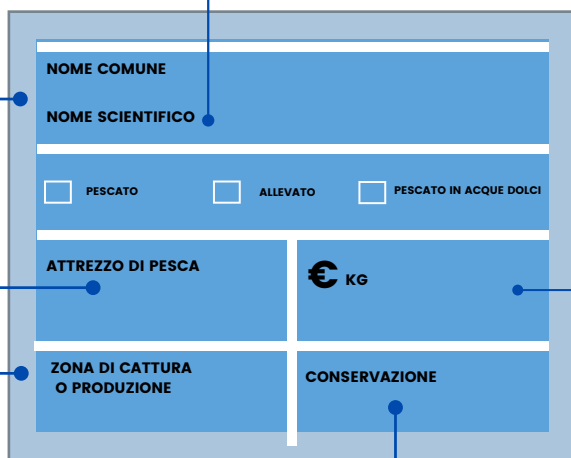 NOME COMUNE
NOME SCIENTIFICO
PESCATO ALLEVATO PESCATO IN ACQUE DOLCI
ATTREZZO DI PESCA
€ KG
ZONA DI CATTURA
O PRODUZIONE
CONSERVAZIONE